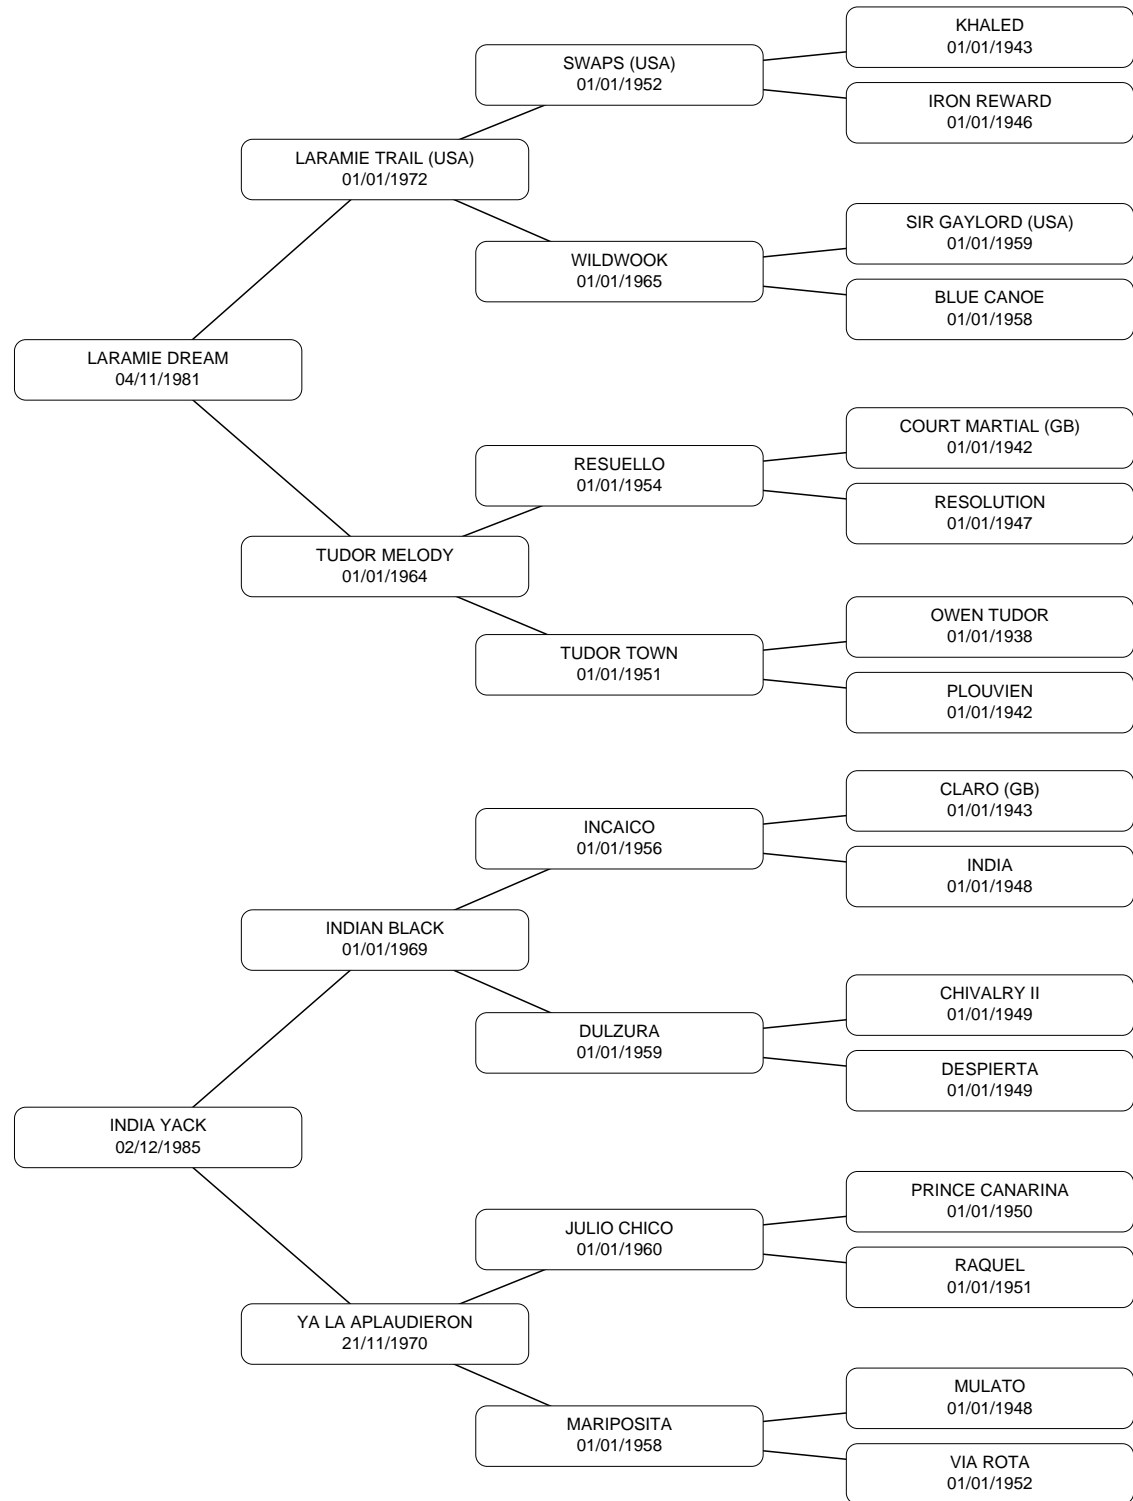 KHALED
01/01/1943
SWAPS (USA)
01/01/1952
IRON REWARD
01/01/1946
LARAMIE TRAIL (USA)
01/01/1972
SIR GAYLORD (USA)
01/01/1959
WILDWOOK
01/01/1965
BLUE CANOE
01/01/1958
LARAMIE DREAM
04/11/1981
COURT MARTIAL (GB)
01/01/1942
RESUELLO
01/01/1954
RESOLUTION
01/01/1947
TUDOR MELODY
01/01/1964
OWEN TUDOR
01/01/1938
TUDOR TOWN
01/01/1951
PLOUVIEN
01/01/1942
CLARO (GB)
01/01/1943
INCAICO
01/01/1956
INDIA
01/01/1948
INDIAN BLACK
01/01/1969
CHIVALRY II
01/01/1949
DULZURA
01/01/1959
DESPIERTA
01/01/1949
INDIA YACK
02/12/1985
PRINCE CANARINA
01/01/1950
JULIO CHICO
01/01/1960
RAQUEL
01/01/1951
YA LA APLAUDIERON
21/11/1970
MULATO
01/01/1948
MARIPOSITA
01/01/1958
VIA ROTA
01/01/1952